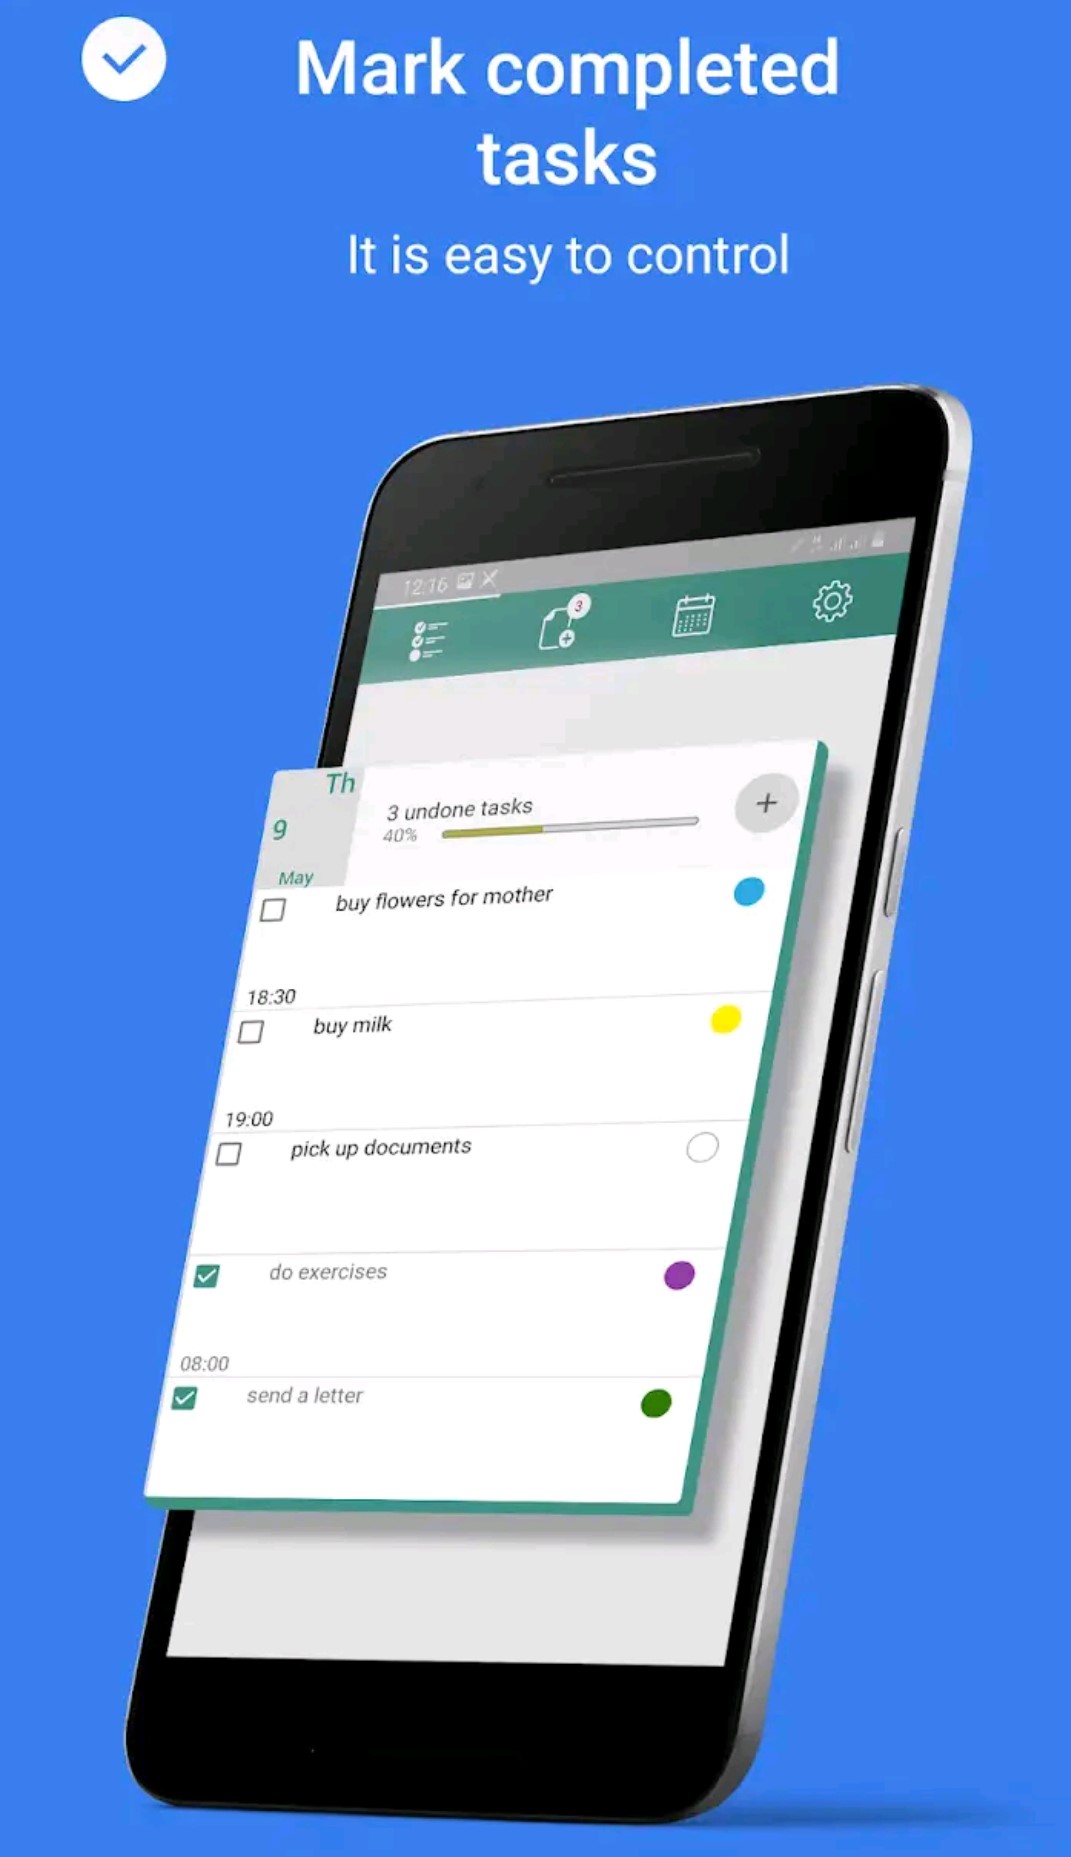 Mark completed
tasks
It is easy to control
12:16
3
Th
9
May
3 undone tasks
40%
+
buy flowers for mother
18:30
buy milk
19:00
pick up documents
do exercises
08:00
send a letter